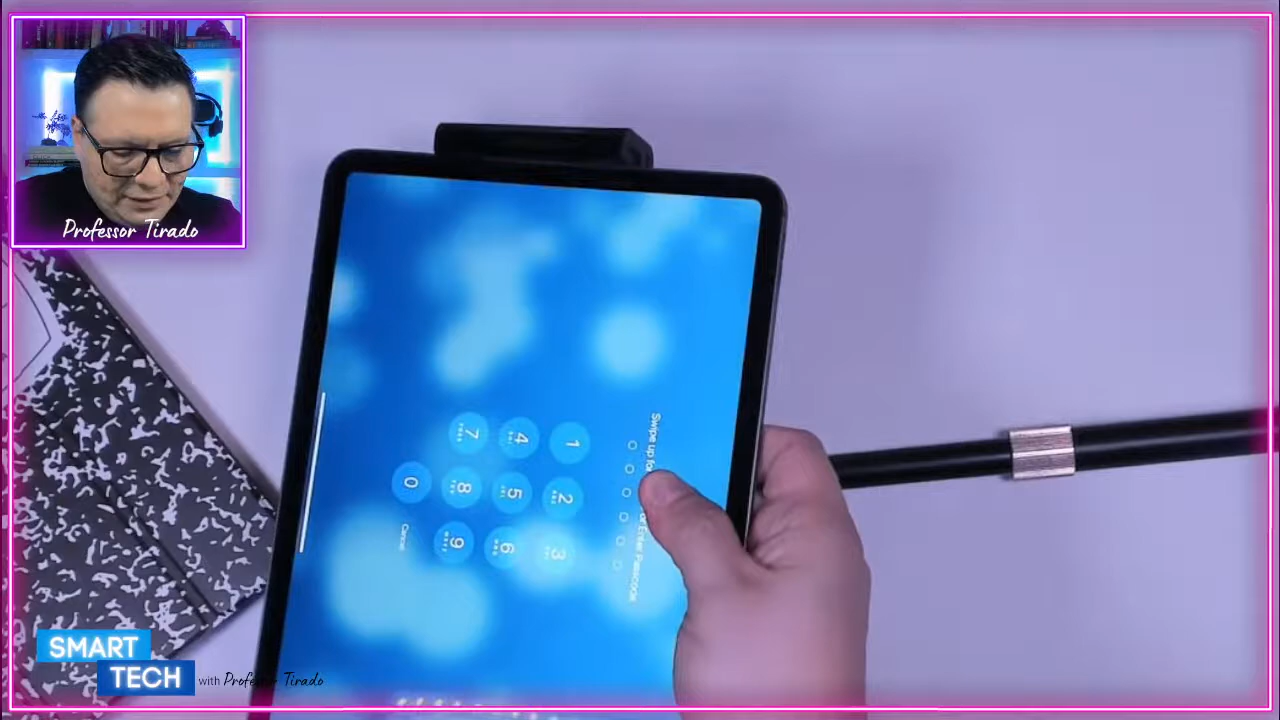 Professor Tirado
Swipe up for
or Enter Passcode
1
2
3
4
5
6
7
8
9
0
Cancel
SMART
TECH
with Professor Tirado